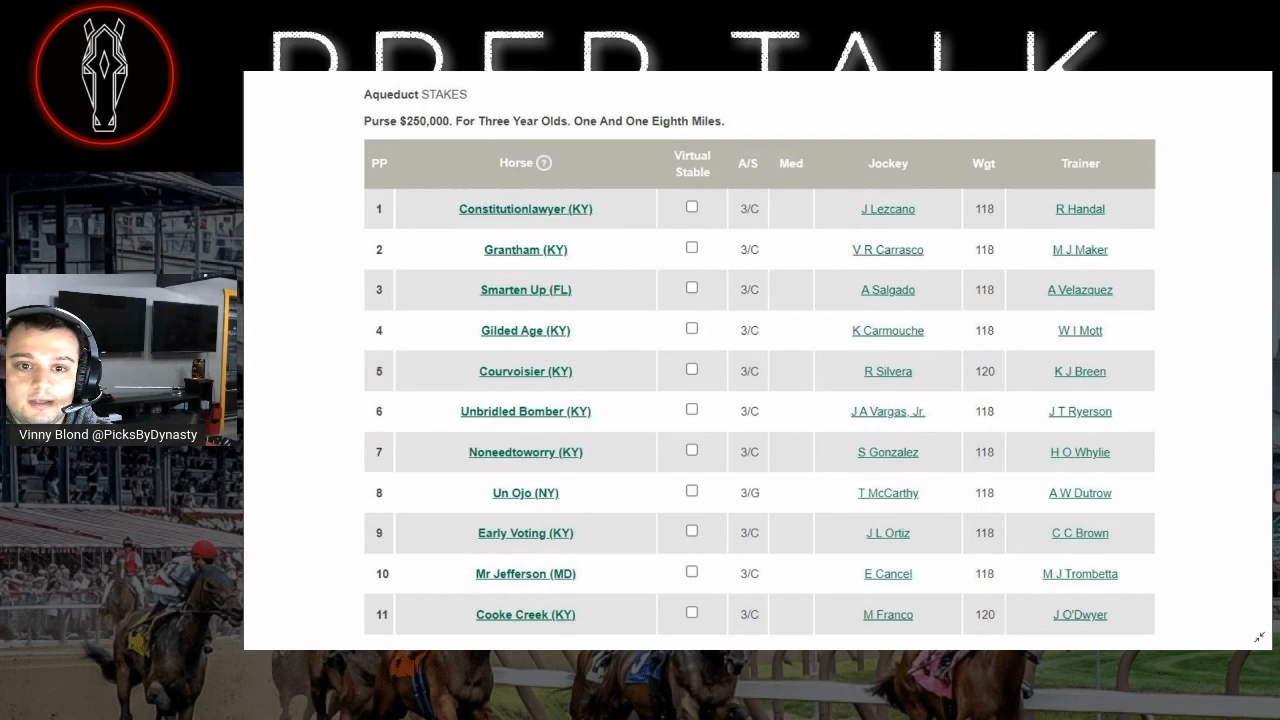 PREP TALK
Aqueduct STAKES
Purse $250,000. For Three Year Olds. One And One Eighth Miles.
PP Horse ? Virtual Stable A/S Med Jockey Wgt Trainer
1 Constitutionlawyer (KY) 3/C J Lezcano 118 R Handal
2 Grantham (KY) 3/C V R Carrasco 118 M J Maker
3 Smarten Up (FL) 3/C A Salgado 118 A Velazquez
4 Gilded Age (KY) 3/C K Carmouche 118 W I Mott
5 Courvoisier (KY) 3/C R Silvera 120 K J Breen
6 Unbridled Bomber (KY) 3/C J A Vargas, Jr. 118 J T Ryerson
7 Noneedtoworry (KY) 3/C S Gonzalez 118 H O Whylie
8 Un Ojo (NY) 3/G T McCarthy 118 A W Dutrow
9 Early Voting (KY) 3/C J L Ortiz 118 C C Brown
10 Mr Jefferson (MD) 3/C E Cancel 118 M J Trombetta
11 Cooke Creek (KY) 3/C M Franco 120 J O'Dwyer
Vinny Blond @PicksByDynasty